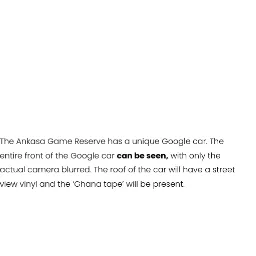 The Ankasa Game Reserve has a unique Google car. The
entire front of the Google car can be seen, with only the
actual camera blurred. The roof of the car will have a street
view vinyl and the 'Ghana tape' will be present.